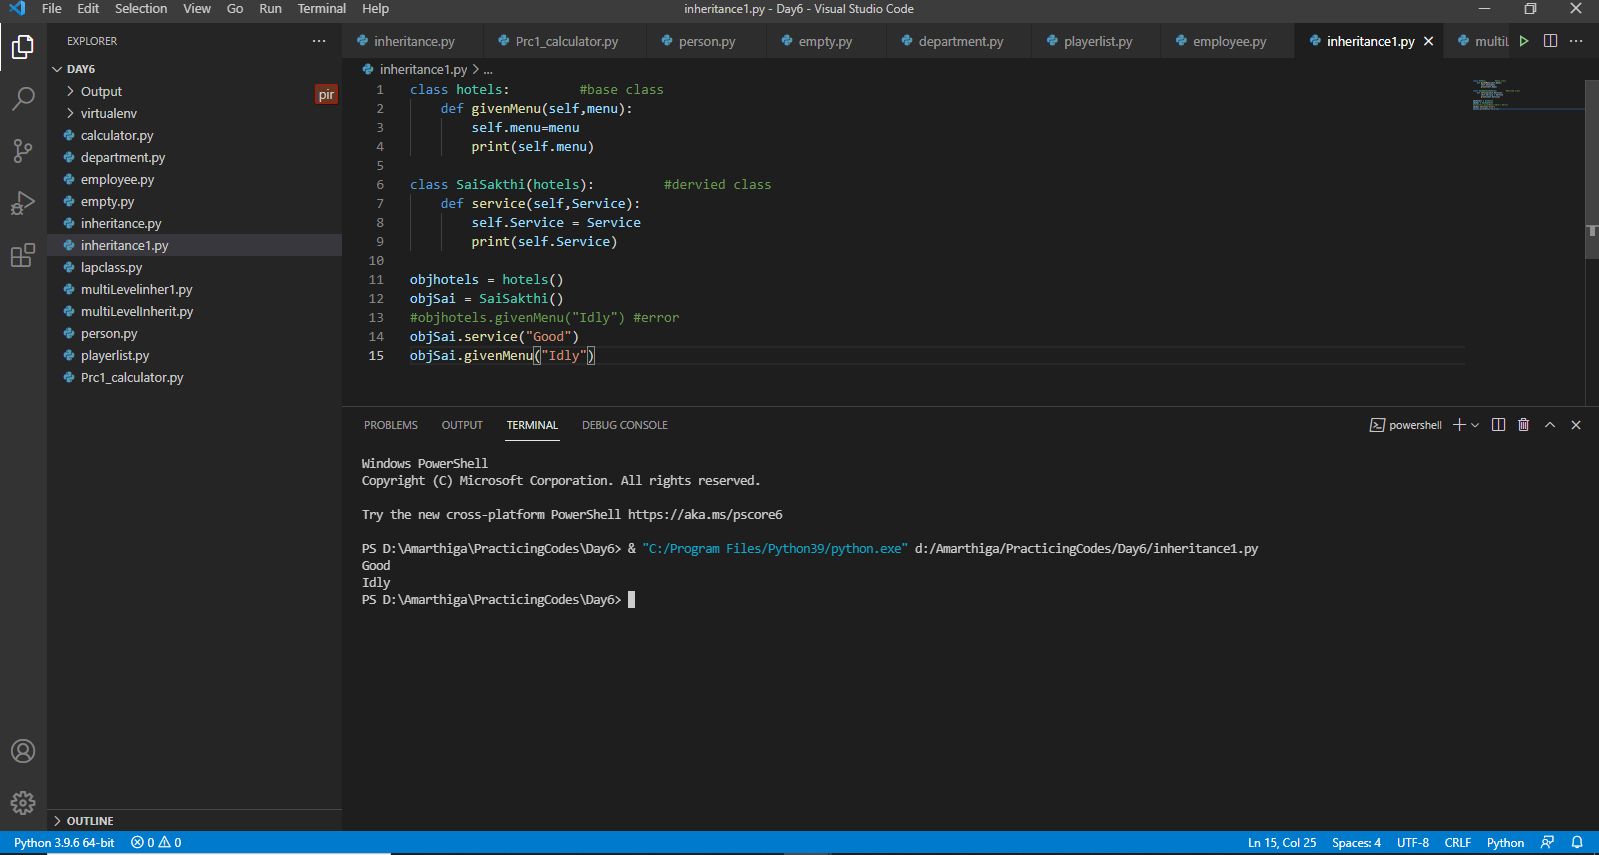 File Edit Selection View Go Run Terminal Help inheritance1.py - Day6 - Visual Studio Code
EXPLORER
DAY6
Output
virtualenv
calculator.py
department.py
employee.py
empty.py
inheritance.py
inheritance1.py
lapclass.py
multiLevelinher1.py
multiLevelInherit.py
person.py
playerlist.py
Prc1_calculator.py
OUTLINE
pir
inheritance.py Prc1_calculator.py person.py empty.py department.py playerlist.py employee.py inheritance1.py multiL
inheritance1.py > ...
1 class hotels: #base class
2 def givenMenu(self,menu):
3 self.menu=menu
4 print(self.menu)
5
6 class SaiSakthi(hotels): #dervied class
7 def service(self,Service):
8 self.Service = Service
9 print(self.Service)
10
11 objhotels = hotels()
12 objSai = SaiSakthi()
13 #objhotels.givenMenu("Idly") #error
14 objSai.service("Good")
15 objSai.givenMenu("Idly")
PROBLEMS OUTPUT TERMINAL DEBUG CONSOLE powershell
Windows PowerShell
Copyright (C) Microsoft Corporation. All rights reserved.
Try the new cross-platform PowerShell https://aka.ms/pscore6
PS D:\Amarthiga\PracticingCodes\Day6> & "C:/Program Files/Python39/python.exe" d:/Amarthiga/PracticingCodes/Day6/inheritance1.py
Good
Idly
PS D:\Amarthiga\PracticingCodes\Day6>
Python 3.9.6 64-bit 0 0 Ln 15, Col 25 Spaces: 4 UTF-8 CRLF Python